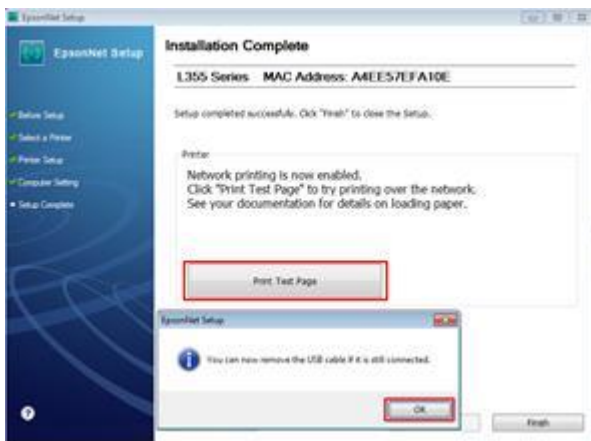 EpsonNet Setup
EpsonNet Setup
Installation Complete
L355 Series MAC Address: A4EE57EFA10E
Before Setup
Select a Printer
Printer Setup
Computer Setting
Setup Complete
Setup completed successfully. Click "Finish" to close the Setup.
Printer
Network printing is now enabled.
Click "Print Test Page" to try printing over the network.
See your documentation for details on loading paper.
Print Test Page
EpsonNet Setup
You can now remove the USB cable if it is still connected.
OK
Finish